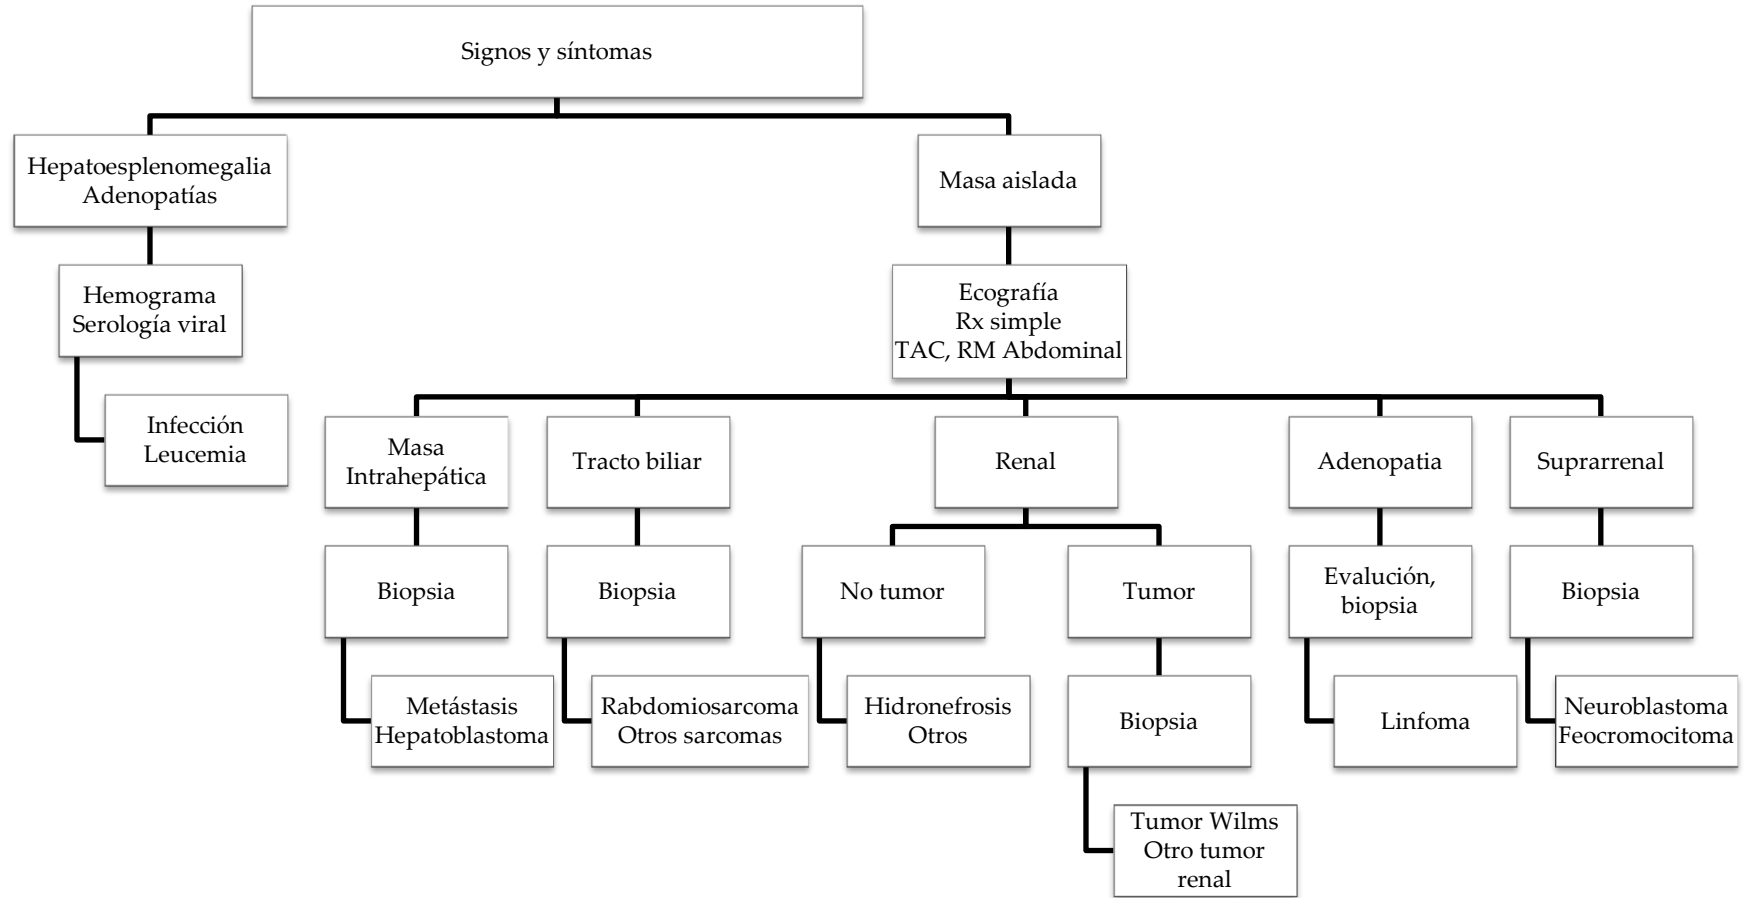 Signos y síntomas
Hepatoesplenomegalia
Adenopatías
Masa aislada
Hemograma
Serología viral
Ecografía
Rx simple
TAC, RM Abdominal
Infección
Leucemia
Masa
Intrahepática
Tracto biliar
Renal
Adenopatia
Suprarrenal
Biopsia
Biopsia
No tumor
Tumor
Evalución,
biopsia
Biopsia
Metástasis
Hepatoblastoma
Rabdomiosarcoma
Otros sarcomas
Hidronefrosis
Otros
Biopsia
Linfoma
Neuroblastoma
Feocromocitoma
Tumor Wilms
Otro tumor
renal